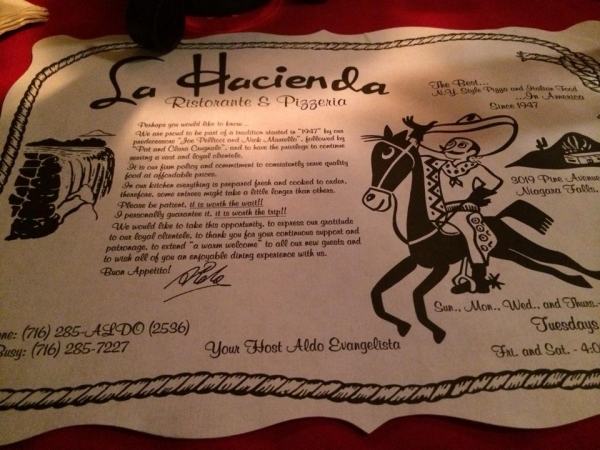 La Hacienda
Ristorante & Pizzeria
The Best...
N.Y. Style Pizza and Italian Food
...In America
Since 1947
Perhaps you would like to know...
We are proud to be part of a tradition started in "1947" by our
predecessors "Joe Pellicci and Nick Massello", followed by
"Pat and Clara Cugnale", and to have the privilege to continue
serving a vast and loyal clientele.
It is our firm policy and commitment to consistently serve quality
food at affordable prices.
In our kitchen everything is prepared fresh and cooked to order,
therefore, some entrees might take a little longer than others.
Please be patient, it is worth the wait!!
I personally guarantee it, it is worth the trip!!
We would like to take this opportunity, to express our gratitude
to our loyal clientele, to thank you for your continuous support and
patronage, to extend "a warm welcome" to all our new guests and
to wish all of you an enjoyable dining experience with us.
Buon Appetito!
Aldo
3019 Pine Avenue
Niagara Falls,
one: (716) 285-ALDO (2536)
Busy: (716) 285-7227
Your Host Aldo Evangelista
Sun., Mon., Wed., and Thurs.
Tuesdays
Fri. and Sat. - 4:0